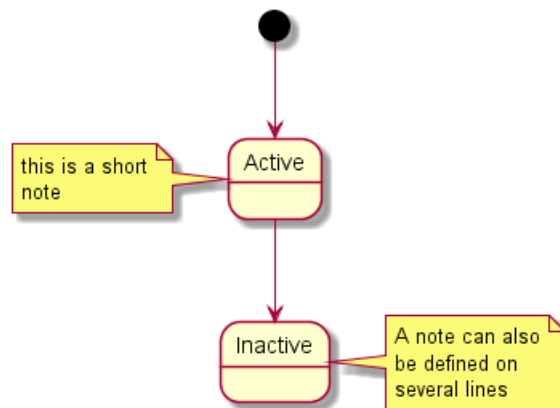 Active
this is a short
note
Inactive
A note can also
be defined on
several lines